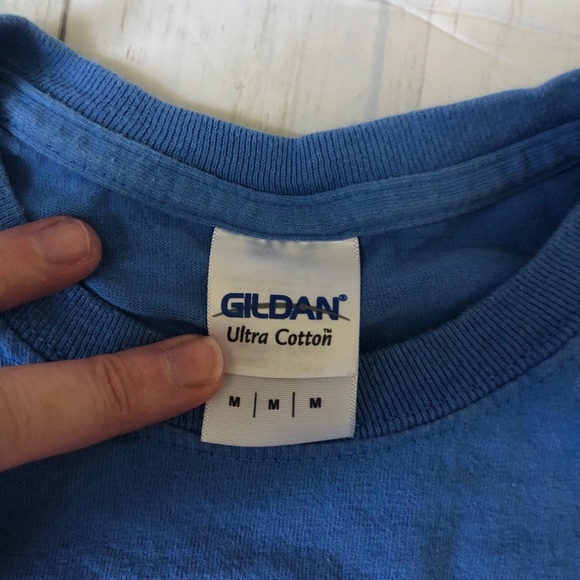 GILDAN®
Ultra Cotton™
M | M | M